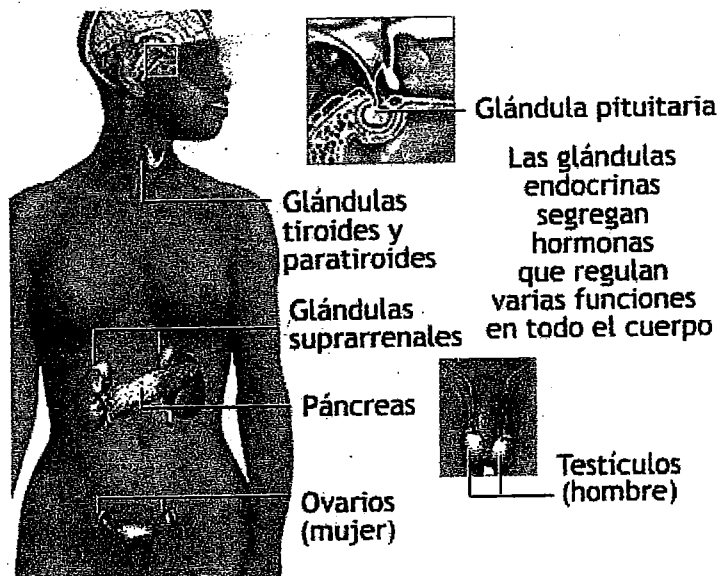 Glándula pituitaria
Las glándulas
endocrinas
segregan
hormonas
que regulan
varias funciones
en todo el cuerpo
Glándulas
tiroides y
paratiroides
Glándulas
suprarrenales
Páncreas
Testículos
(hombre)
Ovarios
(mujer)